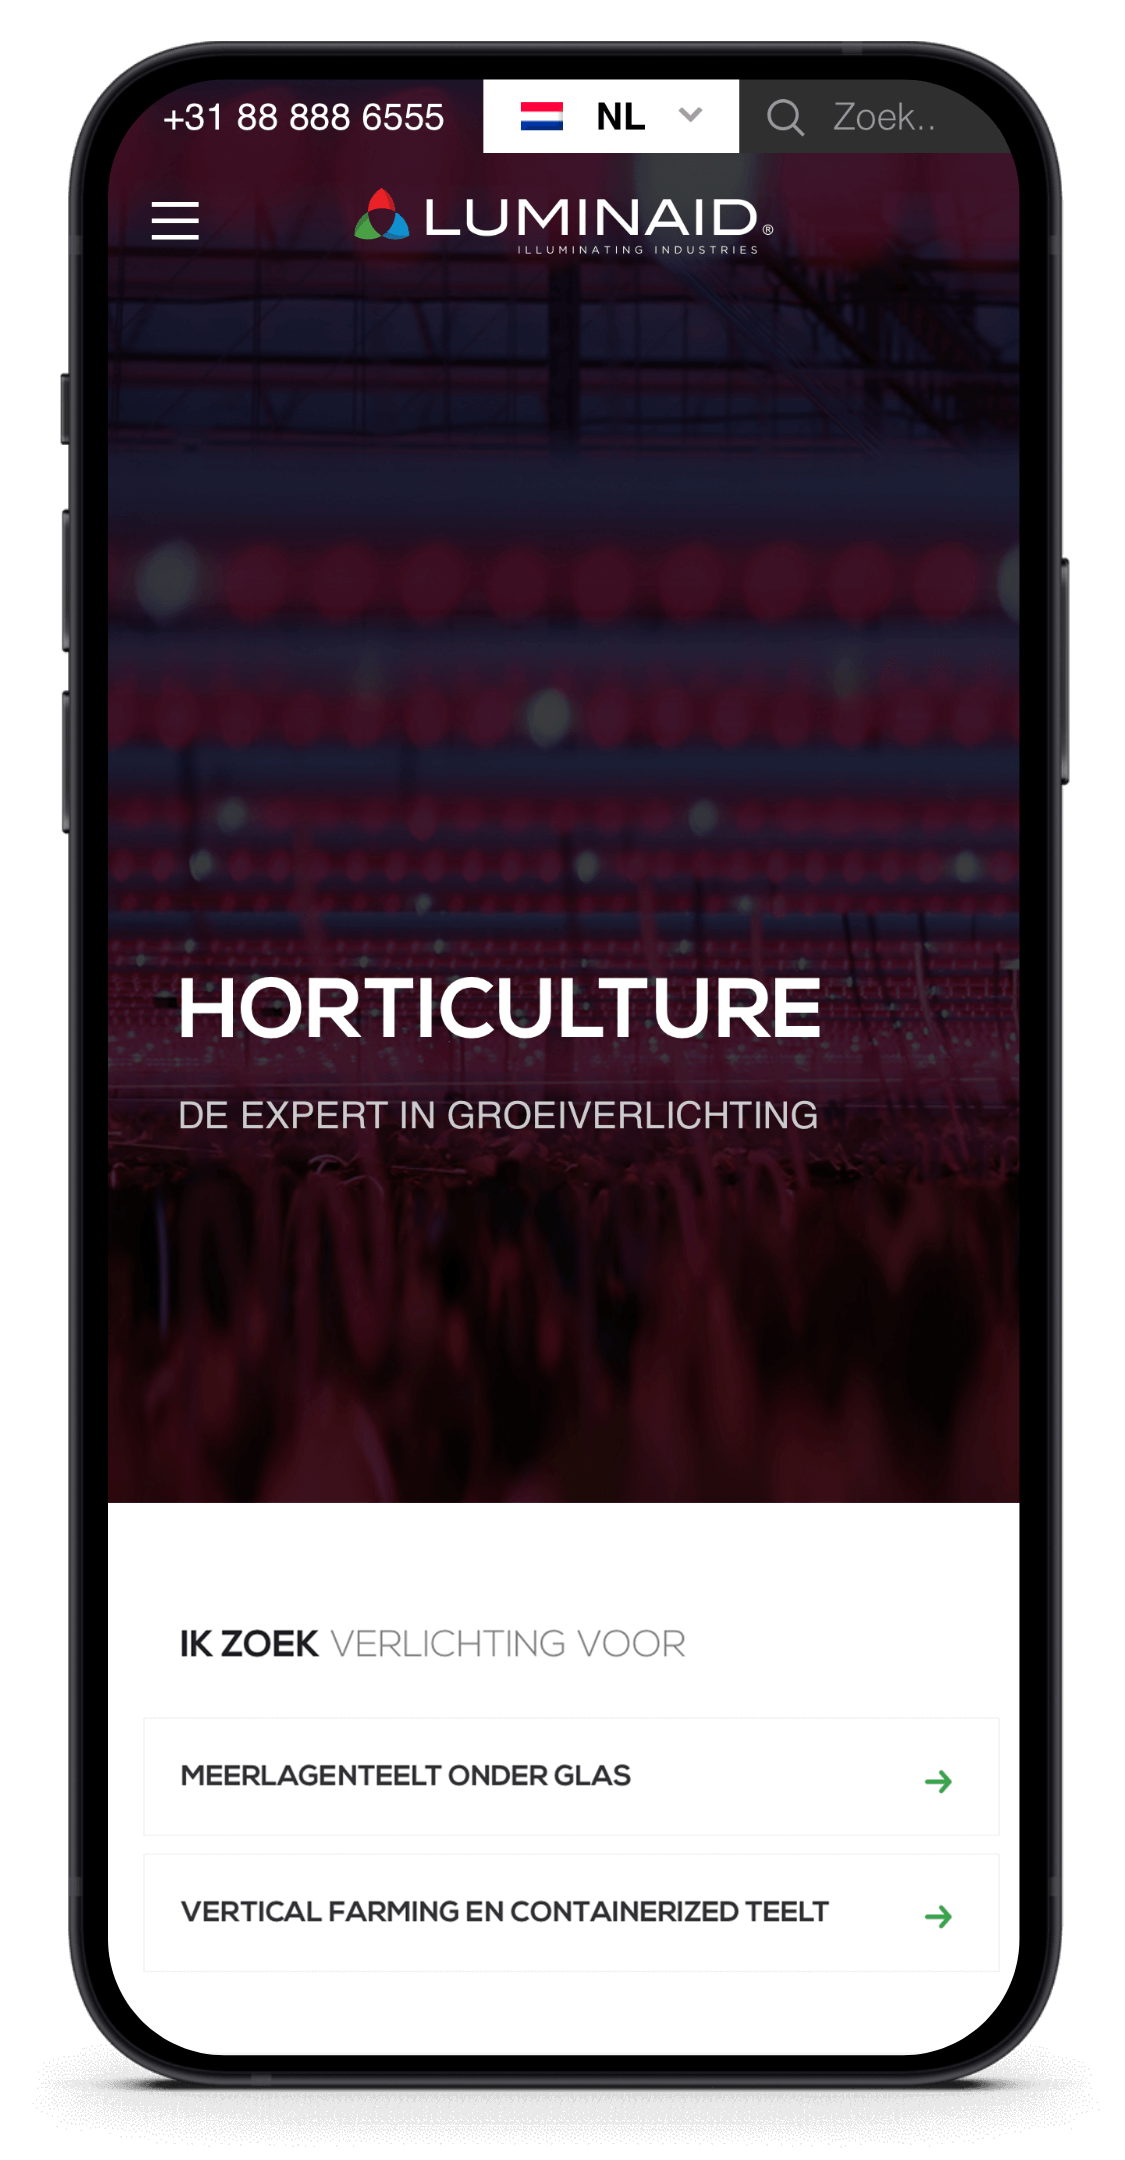 +31 88 888 6555 NL Zoek..
LUMINAID®
ILLUMINATING INDUSTRIES
HORTICULTURE
DE EXPERT IN GROEIVERLICHTING
IK ZOEK VERLICHTING VOOR
MEERLAGENTEELT ONDER GLAS
VERTICAL FARMING EN CONTAINERIZED TEELT